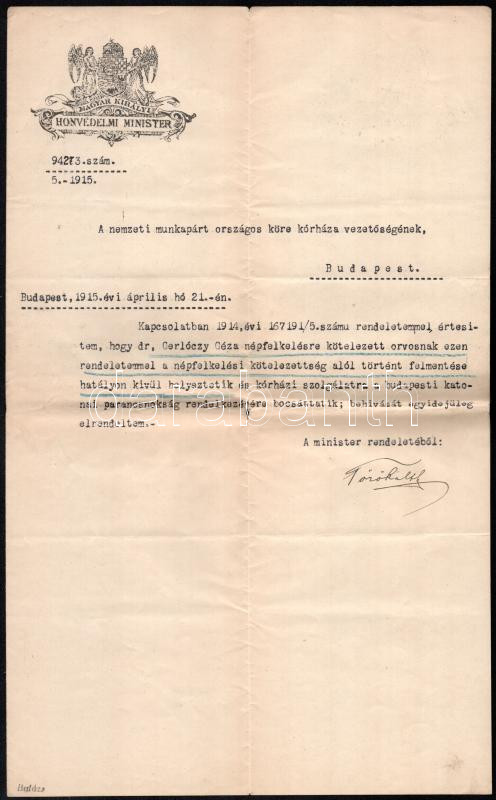 MAGYAR KIRÁLYI
HONVÉDELMI MINISTER
94273.szám.
5.-1915.
A nemzeti munkapárt országos köre kórháza vezetőségének,
Budapest.
Budapest, 1915.évi április hó 21.-én.
Kapcsolatban 1914,évi 167191/5.számu rendeletemmel értesi-
tem, hogy dr, Gerlóczy Géza népfelkelésre kötelezett orvosnak ezen
rendeletemmel a népfelkelési kötelezettség alól történt felmentése
hatályon kivül helyeztetik és kórházi szolgálatra a budapesti kato-
nai parancsnokság rendelkezésére bocsáttatik; behivását egyidejüleg
elrendeltem.-
A minister rendeletéből:
darabanth